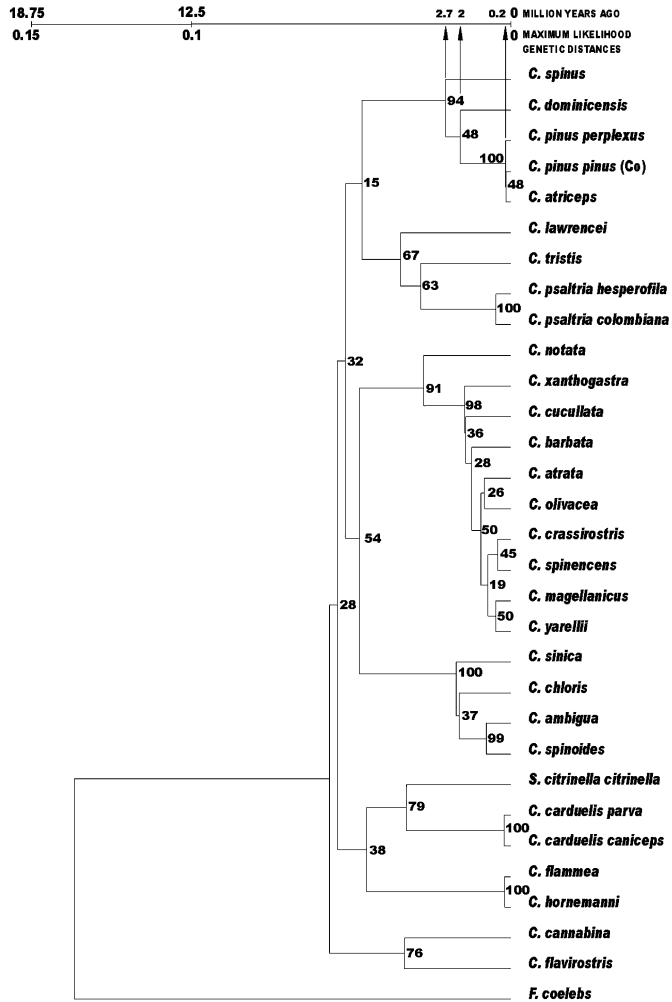 18.75 12.5 2.7 2 0.2 0 MILLION YEARS AGO
0.15 0.1 0 MAXIMUM LIKELIHOOD
GENETIC DISTANCES
C. spinus
94
C. dominicensis
48
C. pinus perplexus
100
C. pinus pinus (Co)
48
C. atriceps
15
C. lawrencei
67
C. tristis
63
C. psaltria hesperofila
100
C. psaltria colombiana
32
C. notata
91
C. xanthogastra
98
C. cucullata
36
C. barbata
28
C. atrata
26
C. olivacea
50
C. crassirostris
54
45
C. spinencens
19
C. magellanicus
28
50
C. yarellii
C. sinica
100
C. chloris
37
C. ambigua
99
C. spinoides
S. citrinella citrinella
79
C. carduelis parva
100
C. carduelis caniceps
38
C. flammea
100
C. hornemanni
C. cannabina
76
C. flavirostris
F. coelebs